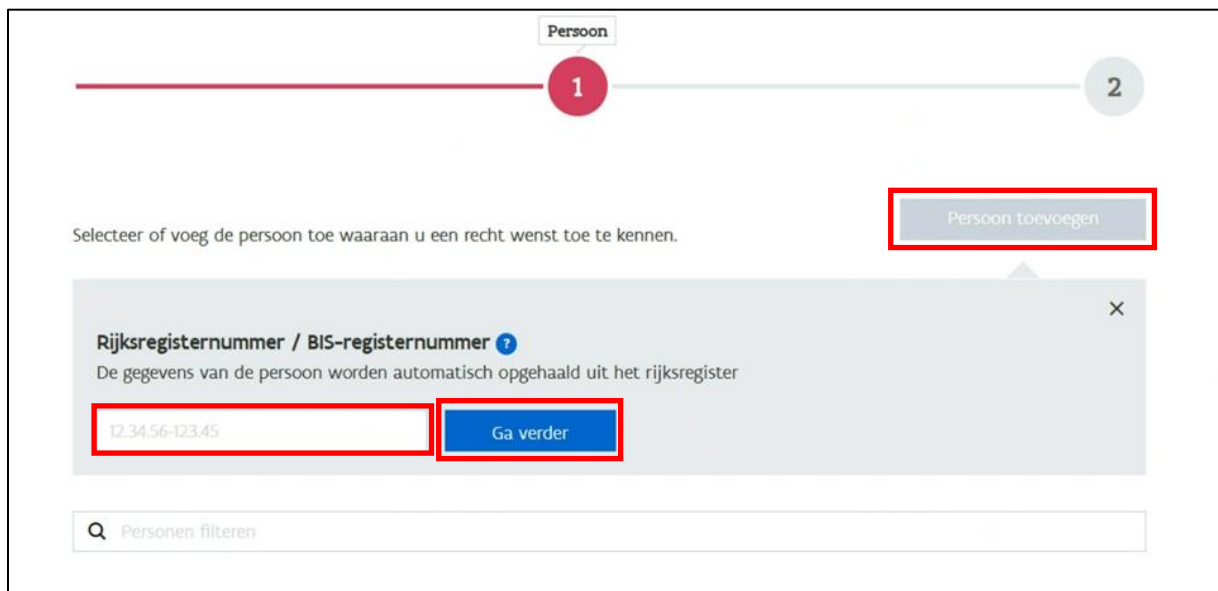 Persoon
1
2
Persoon toevoegen
Selecteer of voeg de persoon toe waaraan u een recht wenst toe te kennen.
Rijksregisternummer / BIS-registernummer ?
De gegevens van de persoon worden automatisch opgehaald uit het rijksregister
12.34.56-123.45
Ga verder
Personen filteren